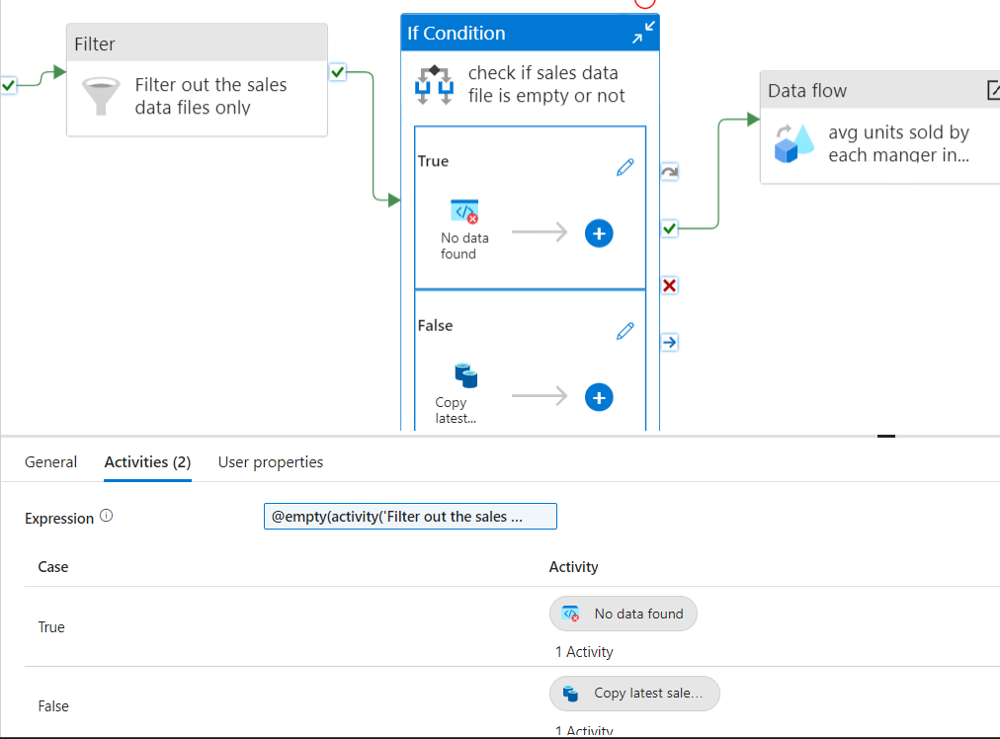 Filter
Filter out the sales
data files only
If Condition
check if sales data
file is empty or not
True
No data
found
False
Copy
latest...
Data flow
avg units sold by
each manger in...
General
Activities (2)
User properties
Expression
@empty(activity('Filter out the sales ...
Case
Activity
True
No data found
1 Activity
False
Copy latest sale...
1 Activity